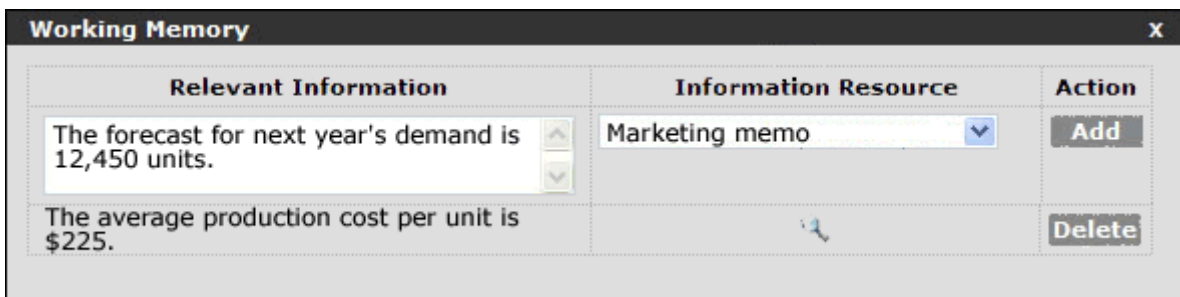 Working Memory x
Relevant Information Information Resource Action
The forecast for next year's demand is
12,450 units.
Marketing memo
Add
The average production cost per unit is
$225.
Delete